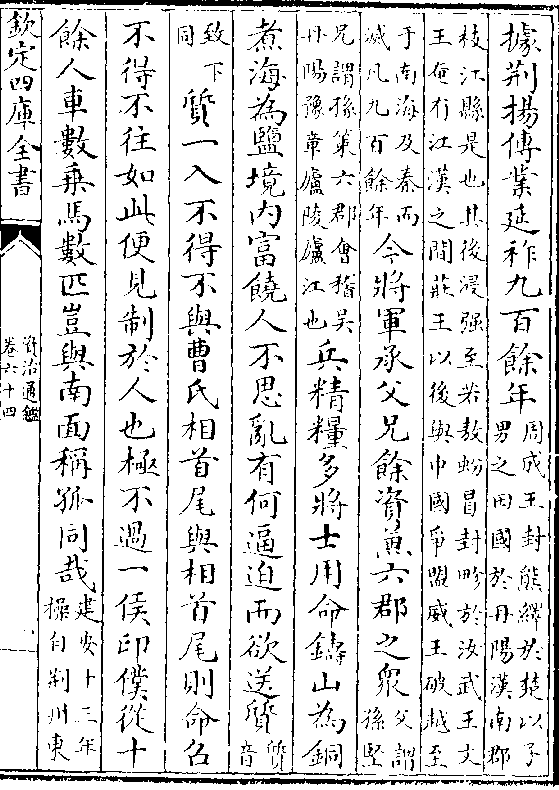 據荆揚傳業延祚九百餘年周成王封熊繹於楚以子
男之田國於丹陽漢南郡
枝江縣是也其後浸强至若敖蚡冒封畛於汝武王文
王奄有江漢之間莊王以後與中國爭盟威王破越至
于南海及秦而
滅凡九百餘年今將軍承父兄餘資兼六郡之衆父謂
孫堅
兄謂孫策六郡會稽吴
丹陽豫章廬陵廬江也兵精糧多將士用命鑄山為銅
煮海為鹽境内富饒人不思亂有何逼迫而欲送質質
音
致下
同質一入不得不與曹氏相首尾與相首尾則命召
不得不往如此便見制於人也極不過一侯印僕從十
餘人車數乗馬數匹豈與南面稱孤同哉建安十三年
操自荆州東
欽定四庫全書
資治通鑑
卷六十四